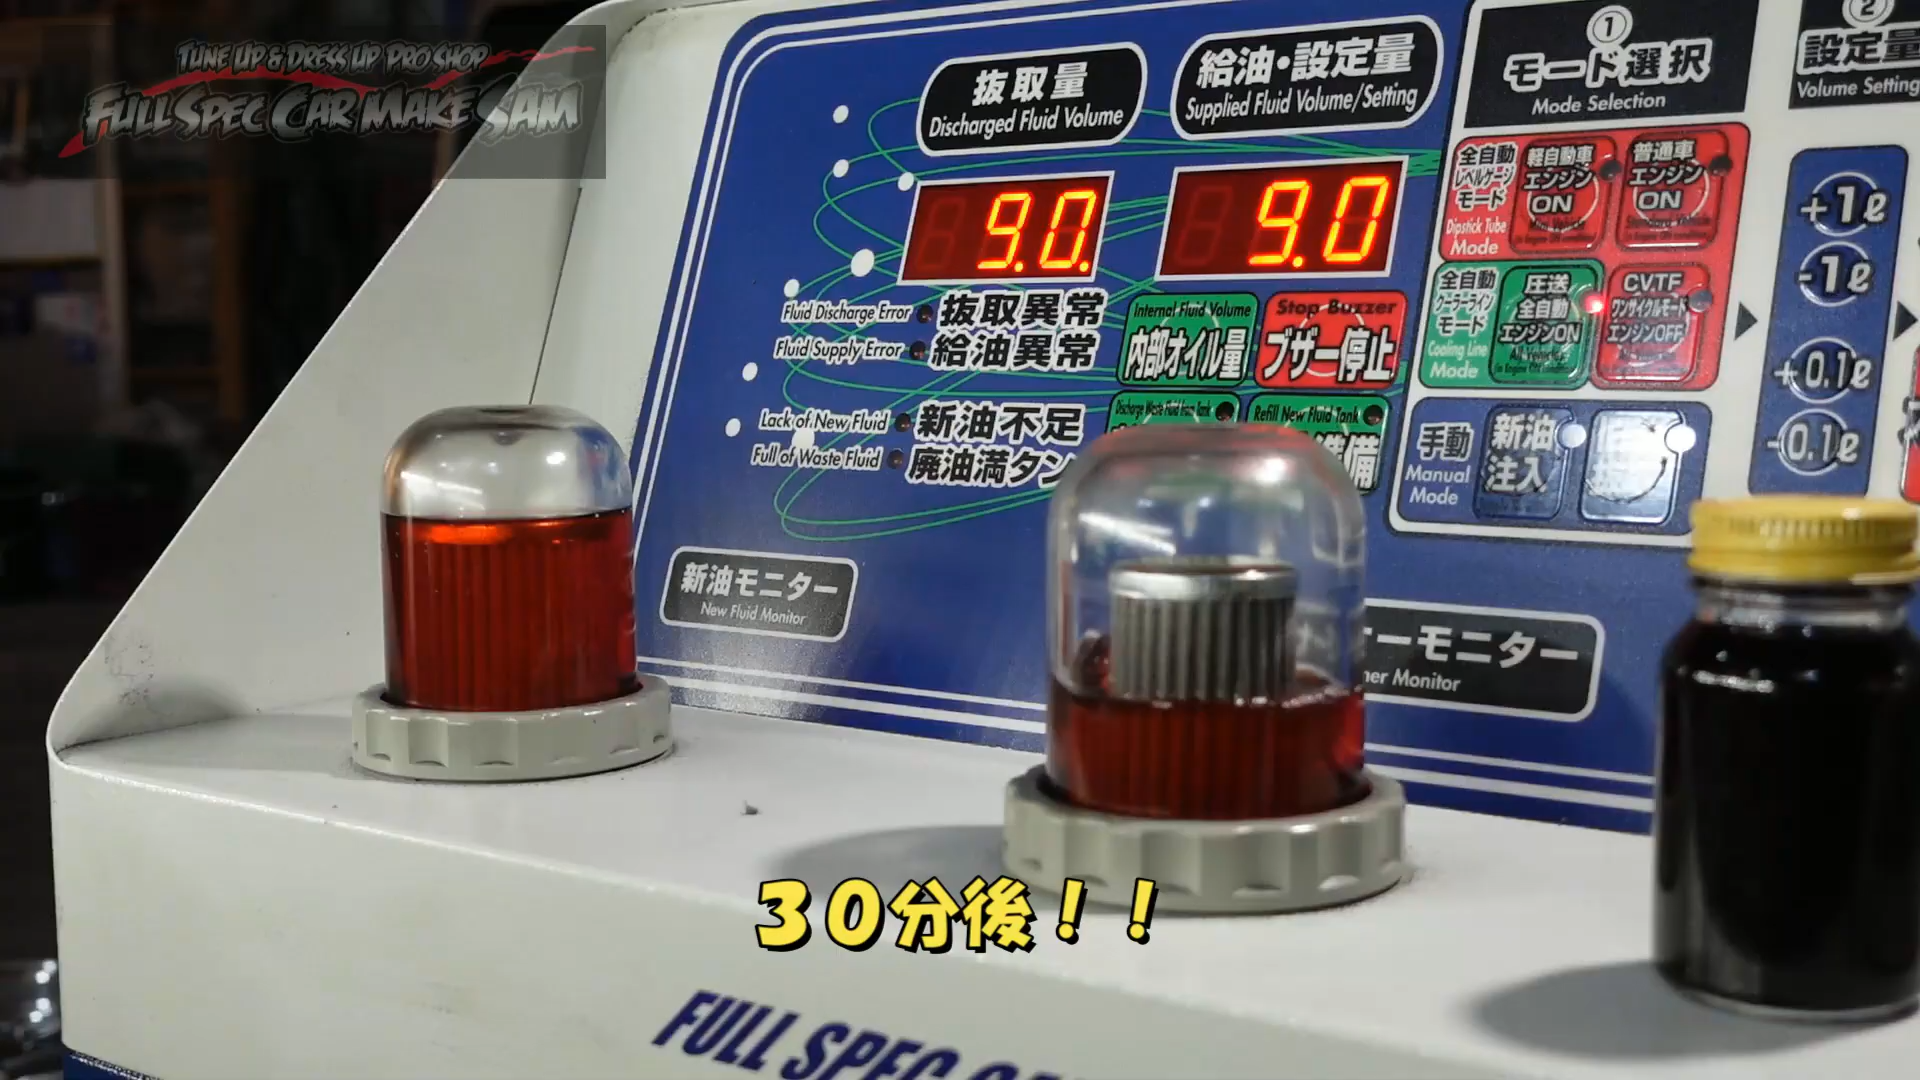 TUNE UP & DRESS UP PRO SHOP
FULL SPEC CAR MAKE SAM
抜取量
Discharged Fluid Volume
給油・設定量
Supplied Fluid Volume/Setting
①
モード選択
Mode Selection
②
設定量
Volume Setting
9.0.
9.0
全自動
レベルゲージ
モード
Dipstick Tube
Mode
軽自動車
エンジン
ON
普通車
エンジン
ON
全自動
クーラーライン
モード
Cooling Line
Mode
圧送
全自動
エンジンON
CVTF
ワンサイクルモード
エンジンOFF
手動
Manual
Mode
新油
注入
+1ℓ
-1ℓ
+0.1ℓ
-0.1ℓ
Fluid Discharge Error 抜取異常
Fluid Supply Error 給油異常
Lack of New Fluid 新油不足
Full of Waste Fluid 廃油満タン
Internal Fluid Volume
内部オイル量
Stop Buzzer
ブザー停止
Discharge Waste Fluid from Tank
Refill New Fluid Tank
準備
新油モニター
New Fluid Monitor
ーモニター
ner Monitor
30分後!!
FULL SPEC